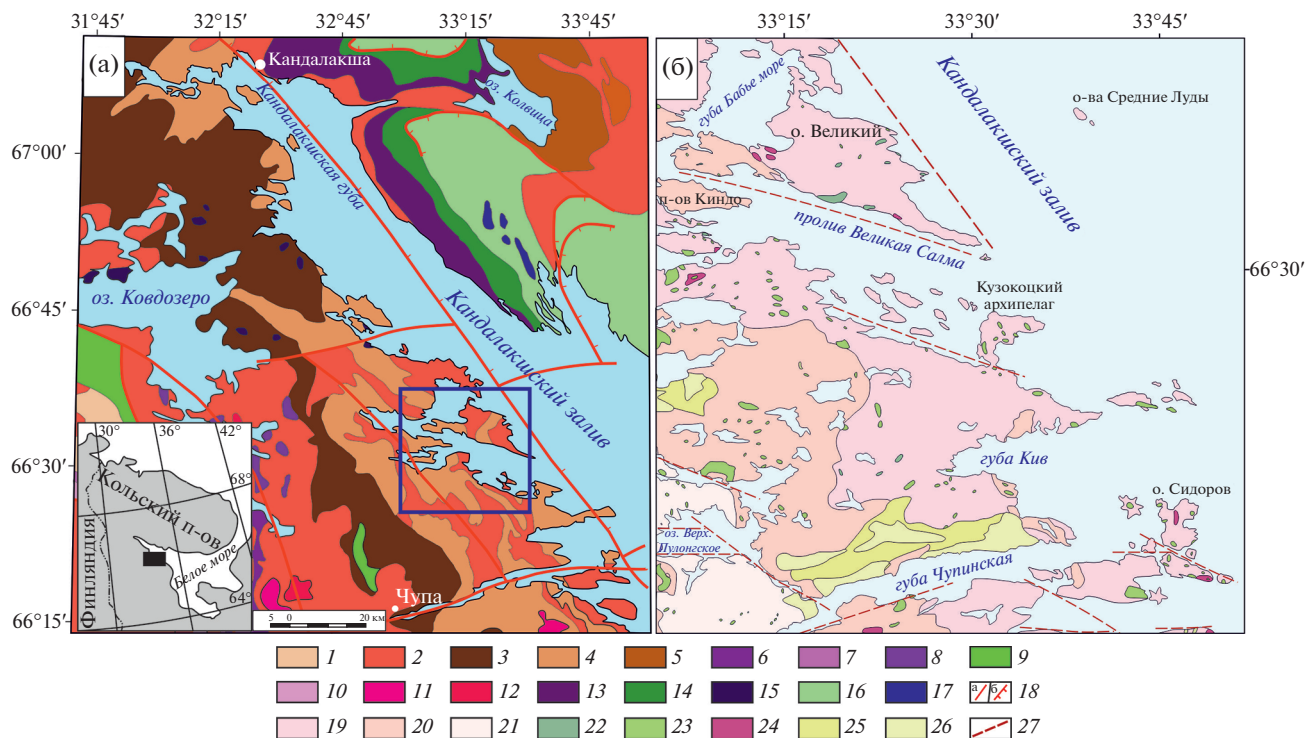 31°45′ 32°15′ 32°45′ 33°15′ 33°45′
33°15′ 33°30′ 33°45′
(а)
Кандалакша
оз. Колвица
Кандалакшская губа
67°00′
оз. Ковдозеро
66°45′
Кандалакшский залив
66°30′
30° 36° 42°
68°
Кольский п-ов
Финляндия
Белое море
64°
Чупа
5 0 20 км
66°15′
(б)
губа Бабье море
Кандалакшский залив
о-ва Средние Луды
о. Великий
п-ов Киндо
пролив Великая Салма
66°30′
Кузокоцкий
архипелаг
губа Кив
о. Сидоров
оз. Верх.
Пулонгское
губа Чупинская
1 2 3 4 5 6 7 8 9
10 11 12 13 14 15 16 17 а б 18
19 20 21 22 23 24 25 26 27